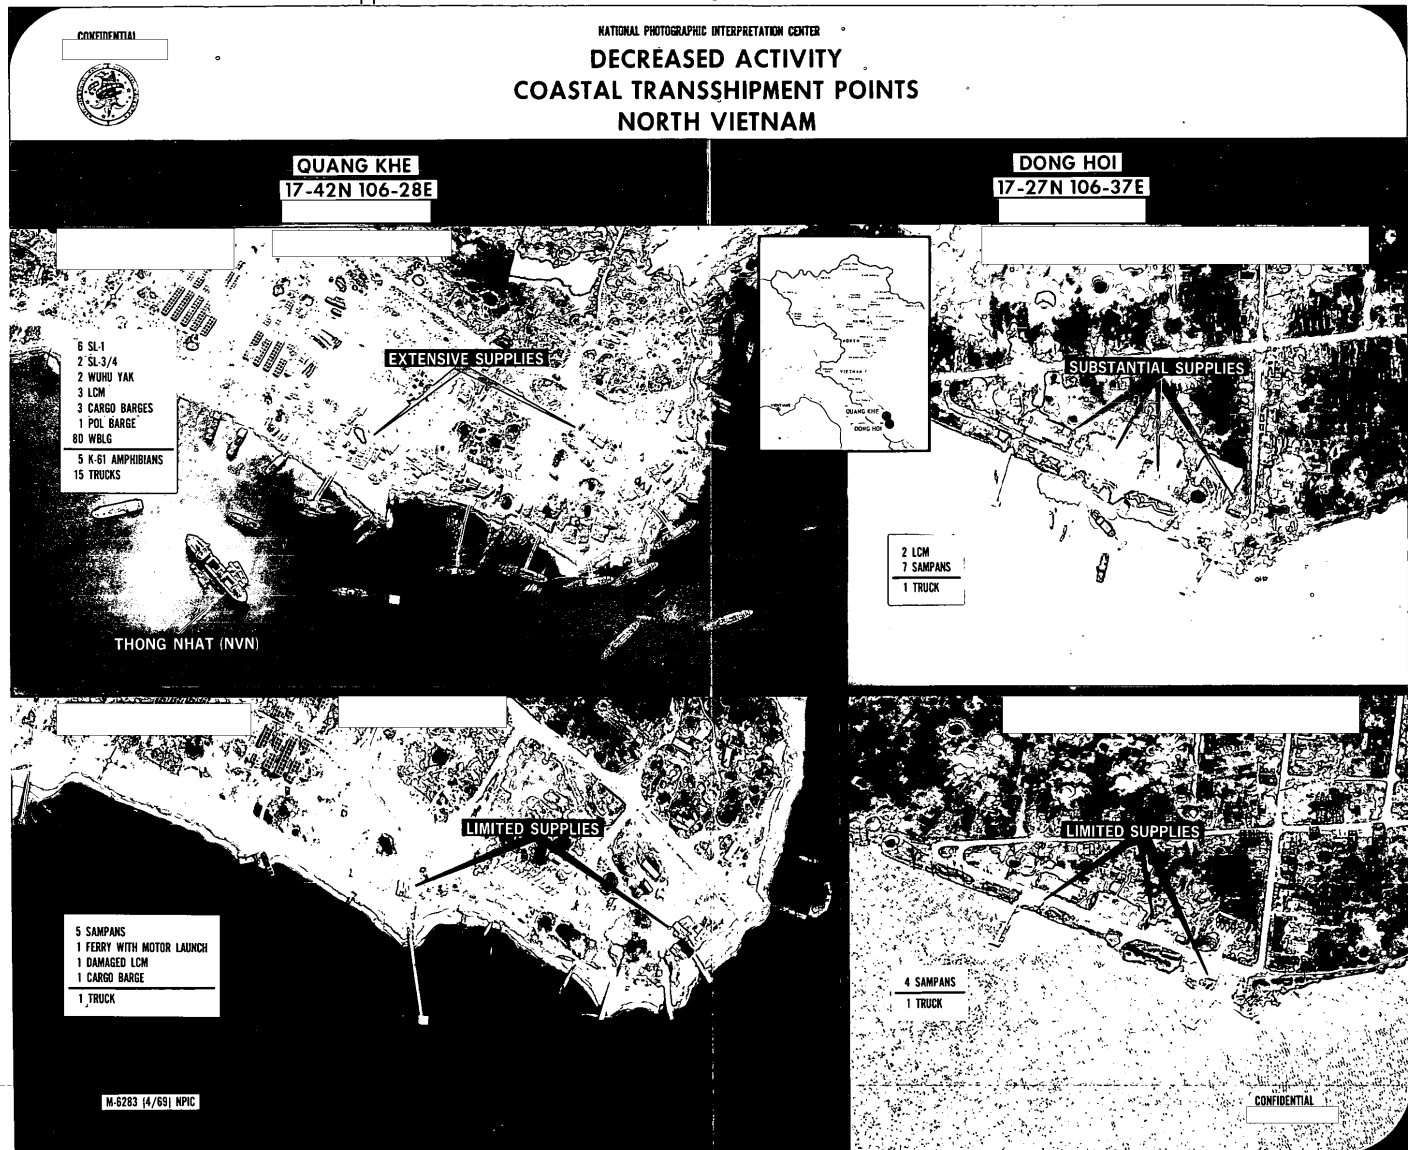 CONFIDENTIAL
NATIONAL PHOTOGRAPHIC INTERPRETATION CENTER
DECREASED ACTIVITY
COASTAL TRANSSHIPMENT POINTS
NORTH VIETNAM
QUANG KHE
17-42N 106-28E
DONG HOI
17-27N 106-37E
6 SL-1
2 SL-3/4
2 WUHU YAK
3 LCM
3 CARGO BARGES
1 POL BARGE
80 WBLG
5 K-61 AMPHIBIANS
15 TRUCKS
EXTENSIVE SUPPLIES
THONG NHAT (NVN)
NORTH
VIETNAM
QUANG KHE
DONG HOI
SUBSTANTIAL SUPPLIES
2 LCM
7 SAMPANS
1 TRUCK
LIMITED SUPPLIES
5 SAMPANS
1 FERRY WITH MOTOR LAUNCH
1 DAMAGED LCM
1 CARGO BARGE
1 TRUCK
LIMITED SUPPLIES
4 SAMPANS
1 TRUCK
M-6283 (4/69) NPIC
CONFIDENTIAL